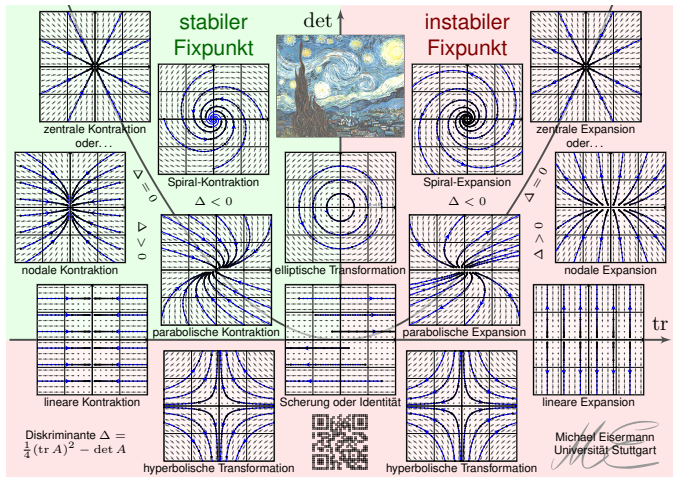 stabiler
Fixpunkt
det
instabiler
Fixpunkt
zentrale Kontraktion
oder…
zentrale Expansion
oder…
Spiral-Kontraktion
Spiral-Expansion
Δ = 0
Δ < 0
Δ < 0
Δ = 0
Δ > 0
Δ > 0
nodale Kontraktion
elliptische Transformation
nodale Expansion
tr
parabolische Kontraktion
parabolische Expansion
lineare Kontraktion
Scherung oder Identität
lineare Expansion
Diskriminante Δ =
¼(tr A)² − det A
Michael Eisermann
Universität Stuttgart
hyperbolische Transformation
hyperbolische Transformation